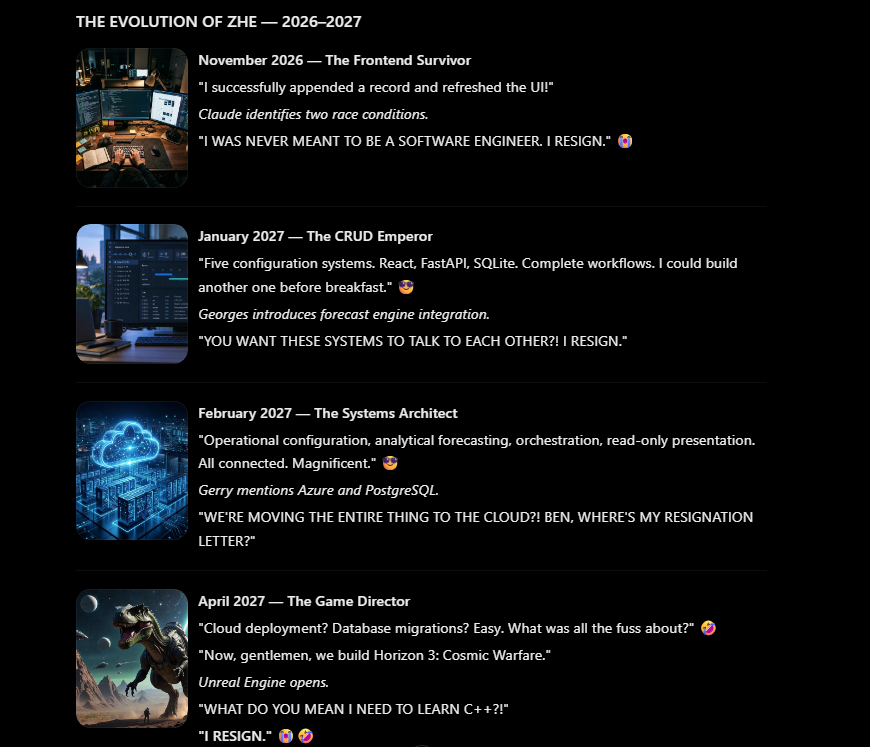 THE EVOLUTION OF ZHE — 2026–2027
November 2026 — The Frontend Survivor
"I successfully appended a record and refreshed the UI!"
Claude identifies two race conditions.
"I WAS NEVER MEANT TO BE A SOFTWARE ENGINEER. I RESIGN." 😭
January 2027 — The CRUD Emperor
"Five configuration systems. React, FastAPI, SQLite. Complete workflows. I could build
another one before breakfast." 😎
Georges introduces forecast engine integration.
"YOU WANT THESE SYSTEMS TO TALK TO EACH OTHER?! I RESIGN."
February 2027 — The Systems Architect
"Operational configuration, analytical forecasting, orchestration, read-only presentation.
All connected. Magnificent." 😎
Gerry mentions Azure and PostgreSQL.
"WE'RE MOVING THE ENTIRE THING TO THE CLOUD?! BEN, WHERE'S MY RESIGNATION
LETTER?"
April 2027 — The Game Director
"Cloud deployment? Database migrations? Easy. What was all the fuss about?" 🤣
"Now, gentlemen, we build Horizon 3: Cosmic Warfare."
Unreal Engine opens.
"WHAT DO YOU MEAN I NEED TO LEARN C++?!"
"I RESIGN." 😭🤣